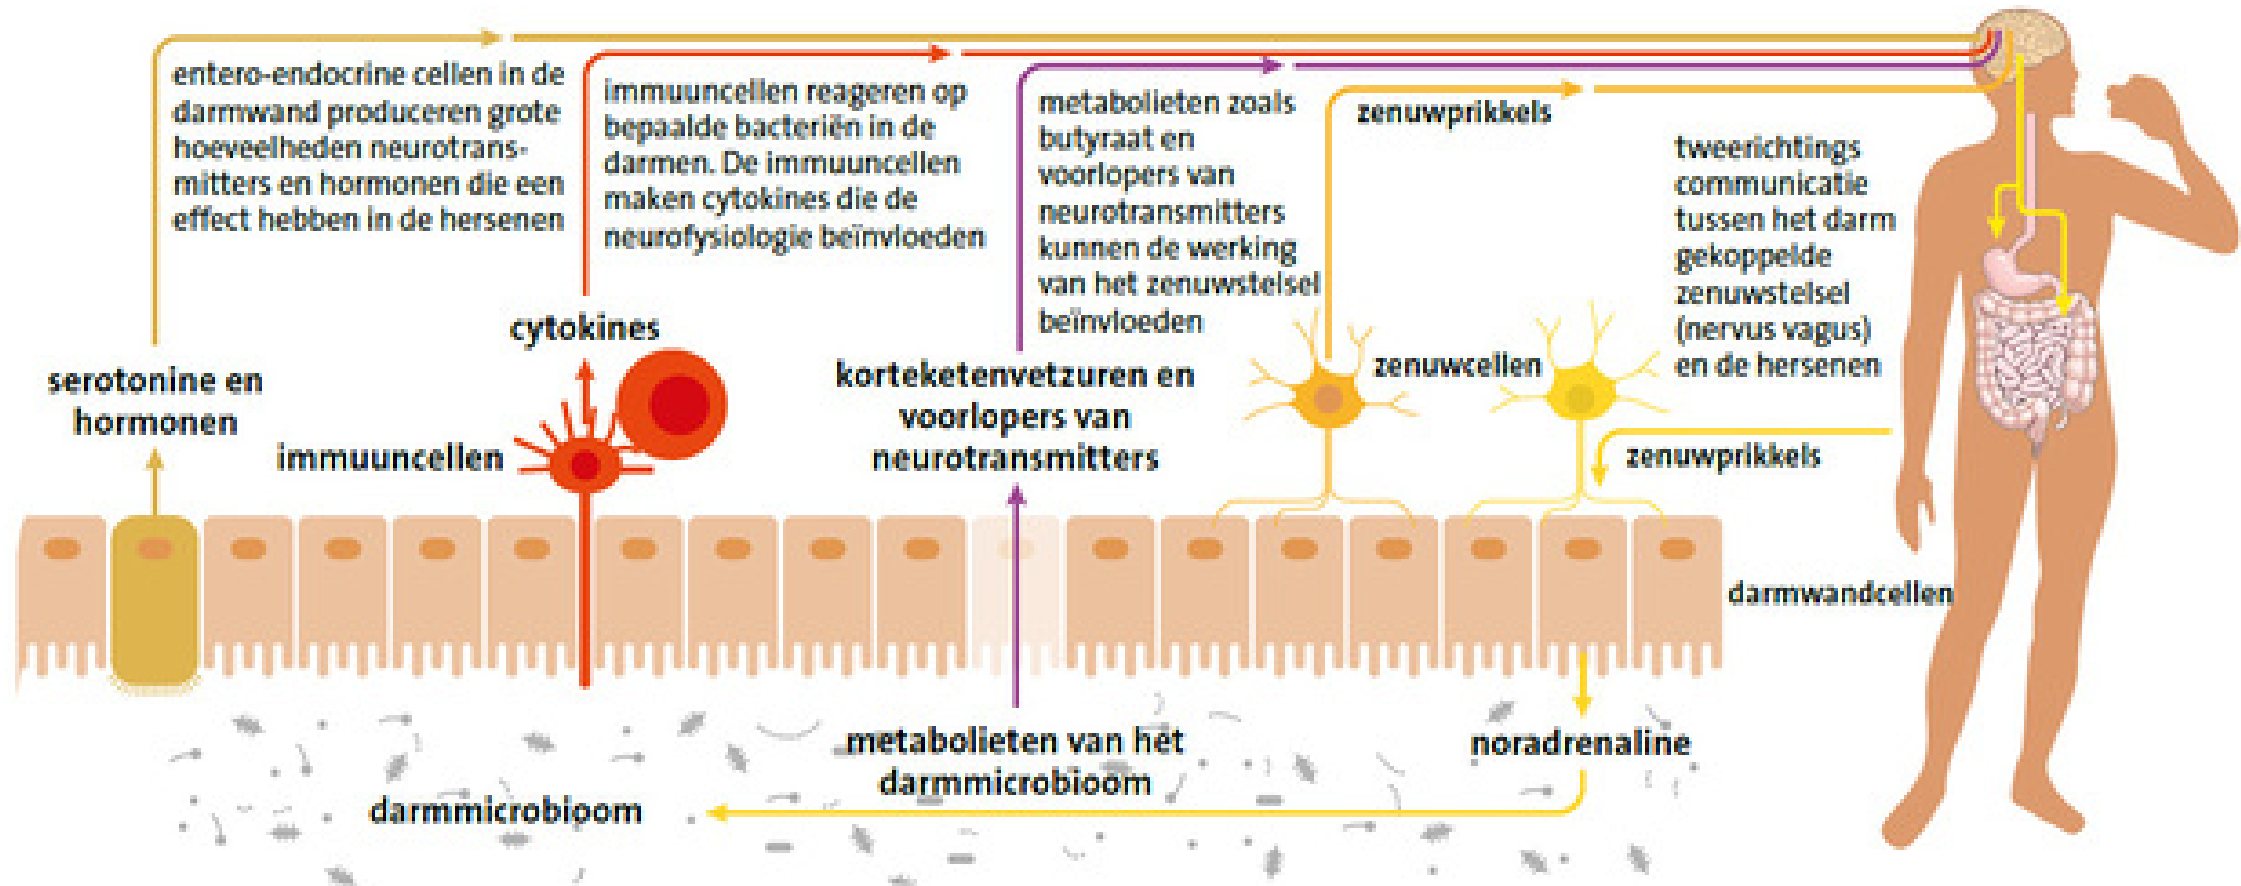 entero-endocrine cellen in de
darmwand produceren grote
hoeveelheden neurotrans-
mitters en hormonen die een
effect hebben in de hersenen
immuuncellen reageren op
bepaalde bacteriën in de
darmen. De immuuncellen
maken cytokines die de
neurofysiologie beïnvloeden
metabolieten zoals
butyraat en
voorlopers van
neurotransmitters
kunnen de werking
van het zenuwstelsel
beïnvloeden
zenuwprikkels
tweerichtings
communicatie
tussen het darm
gekoppelde
zenuwstelsel
(nervus vagus)
en de hersenen
serotonine en
hormonen
cytokines
immuuncellen
korteketenvetzuren en
voorlopers van
neurotransmitters
zenuwcellen
zenuwprikkels
darmwandcellen
metabolieten van het
darmmicrobioom
noradrenaline
darmmicrobioom